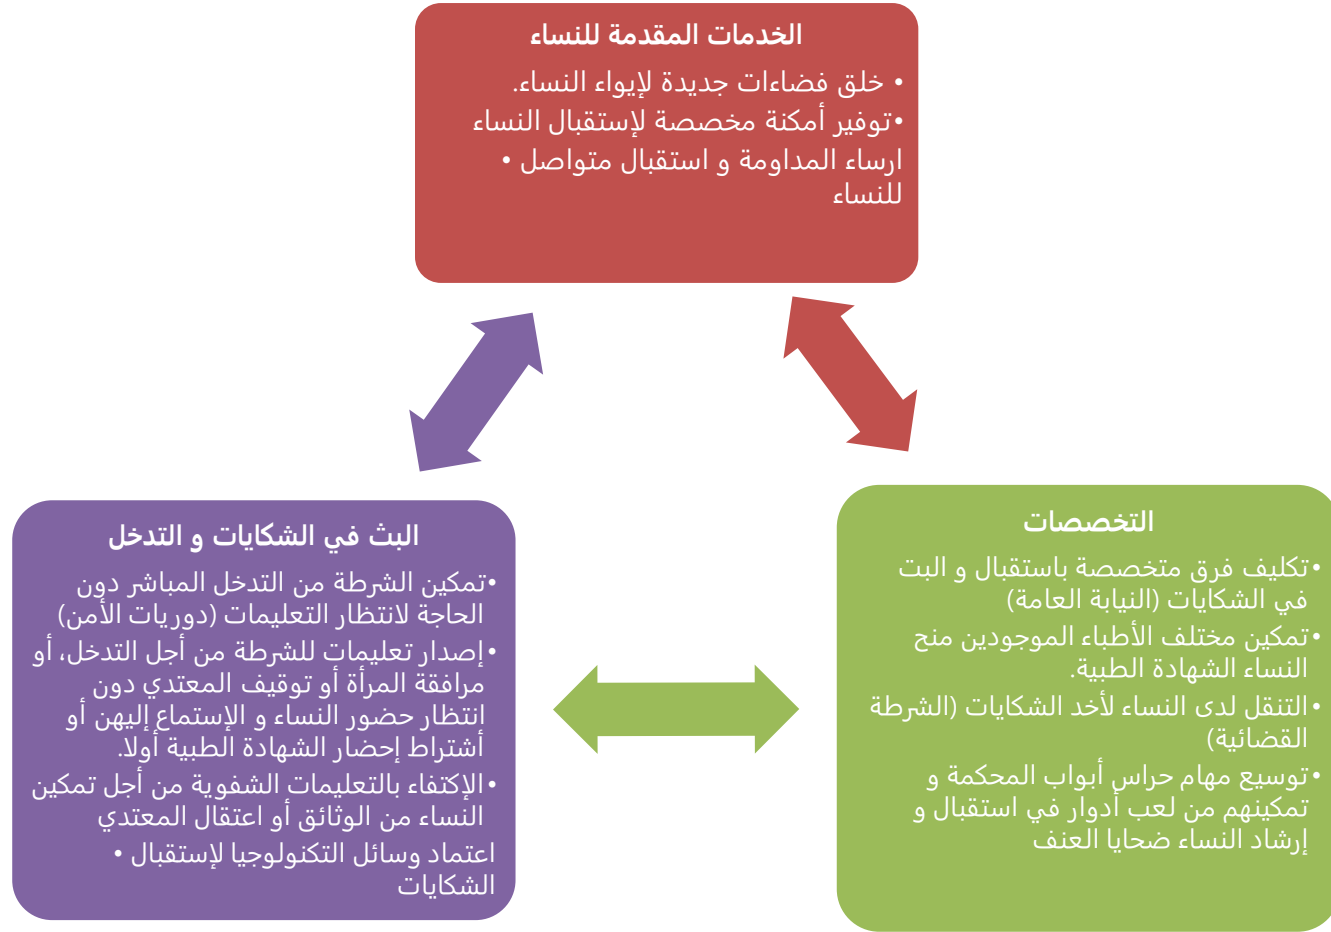 الخدمات المقدمة للنساء
• خلق فضاءات جديدة لإيواء النساء.
•توفير أمكنة مخصصة لإستقبال النساء
ارساء المداومة و استقبال متواصل •
للنساء
التخصصات
•تكليف فرق متخصصة باستقبال و البت
في الشكايات (النيابة العامة)
•تمكين مختلف الأطباء الموجودين منح
النساء الشهادة الطبية.
•التنقل لدى النساء لأخد الشكايات (الشرطة
القضائية)
•توسيع مهام حراس أبواب المحكمة و
تمكينهم من لعب أدوار في استقبال و
إرشاد النساء ضحايا العنف
البث في الشكايات و التدخل
•تمكين الشرطة من التدخل المباشر دون
الحاجة لانتظار التعليمات (دوريات الأمن)
•إصدار تعليمات للشرطة من أجل التدخل، أو
مرافقة المرأة أو توقيف المعتدي دون
انتظار حضور النساء و الإستماع إليهن أو
أشتراط إحضار الشهادة الطبية أولا.
•الإكتفاء بالتعليمات الشفوية من أجل تمكين
النساء من الوثائق أو اعتقال المعتدي
اعتماد وسائل التكنولوجيا لإستقبال •
الشكايات